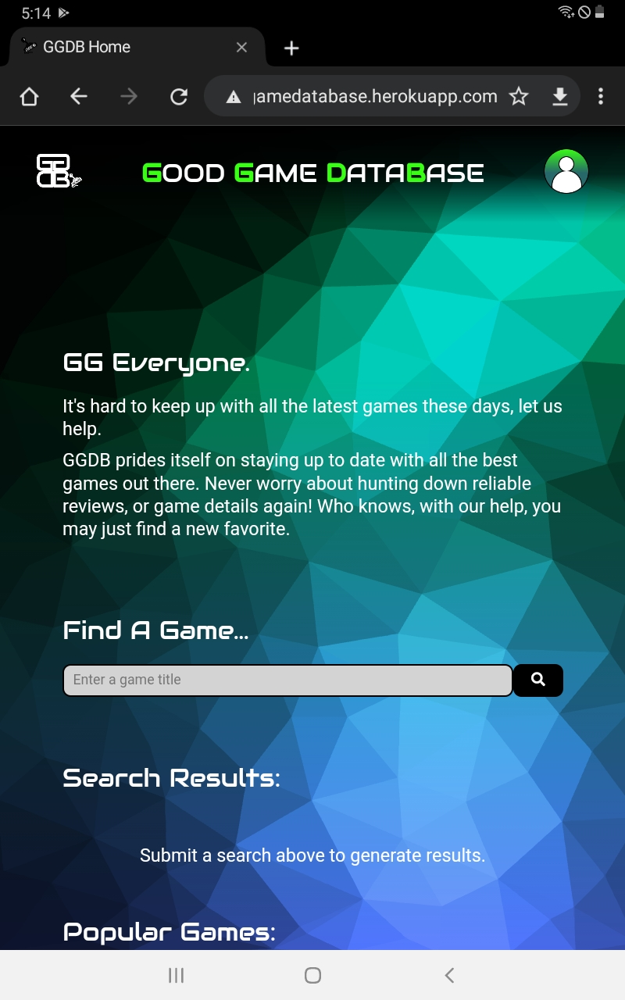 5:14
GGDB Home
gamedatabase.herokuapp.com
GGDB
GOOD GAME DATABASE
GG Everyone.
It's hard to keep up with all the latest games these days, let us
help.
GGDB prides itself on staying up to date with all the best
games out there. Never worry about hunting down reliable
reviews, or game details again! Who knows, with our help, you
may just find a new favorite.
Find A Game...
Enter a game title
Search Results:
Submit a search above to generate results.
Popular Games: